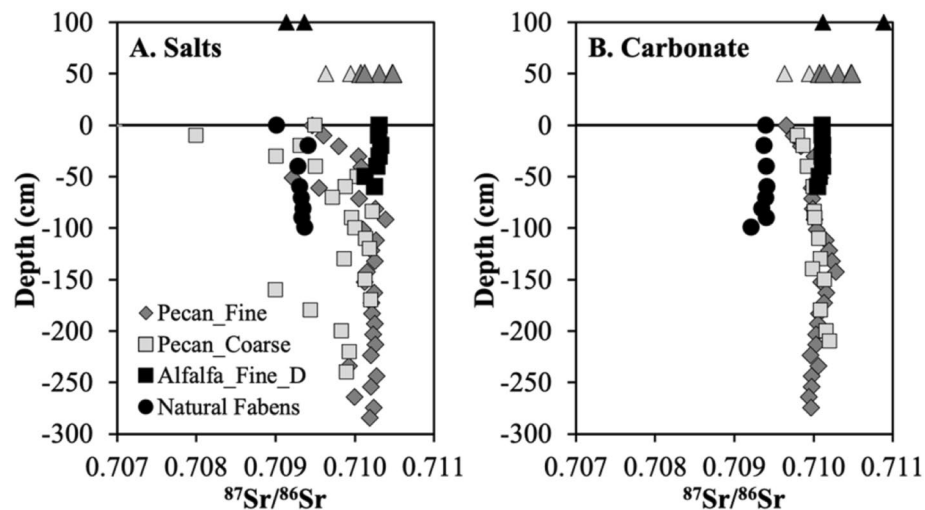 A. Salts
100
50
0
-50
-100
-150
-200
-250
-300
Depth (cm)
Pecan_Fine
Pecan_Coarse
Alfalfa_Fine_D
Natural Fabens
0.707 0.708 0.709 0.710 0.711
⁸⁷Sr/⁸⁶Sr
B. Carbonate
100
50
0
-50
-100
-150
-200
-250
-300
Depth (cm)
0.707 0.708 0.709 0.710 0.711
⁸⁷Sr/⁸⁶Sr